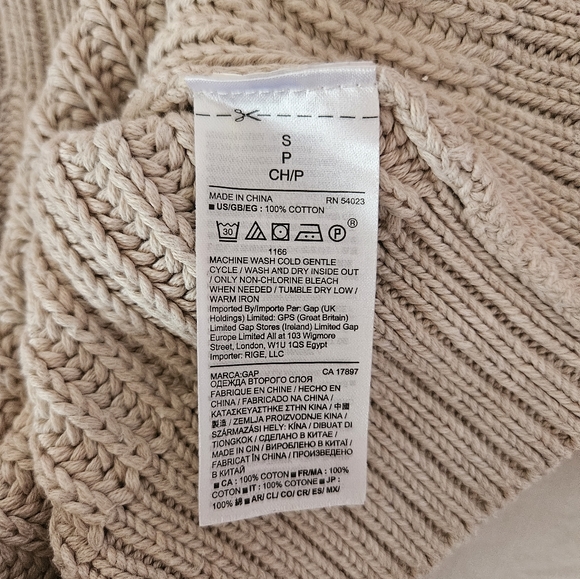 S
P
CH/P
MADE IN CHINA RN 54023
■ US/GB/EG : 100% COTTON
30 P ®
1166
MACHINE WASH COLD GENTLE
CYCLE / WASH AND DRY INSIDE OUT
/ ONLY NON-CHLORINE BLEACH
WHEN NEEDED / TUMBLE DRY LOW /
WARM IRON
Imported By/Importe Par: Gap (UK
Holdings) Limited: GPS (Great Britain)
Limited Gap Stores (Ireland) Limited Gap
Europe Limited All at 103 Wigmore
Street, London, W1U 1QS Egypt
Importer: RIGE, LLC
MARCA:GAP CA 17897
ОДЕЖДА ВТОРОГО СЛОЯ
FABRIQUE EN CHINE / HECHO EN
CHINA / FABRICADO NA CHINA /
ΚΑΤΑΣΚΕΥΑΣΤΗΚΕ ΣΤΗΝ ΚΙΝΑ / 中國
製造 / ZEMLJA PROIZVODNJE KINA /
SZÁRMAZÁSI HELY: KÍNA / DIBUAT DI
TIONGKOK / СДЕЛАНО В КИТАЕ /
MADE IN CIN / ВИРОБЛЕНО В КИТАЇ /
FABRICAT ÎN CHINA / ПРОИЗВЕДЕНО
В КИТАЙ
■ CA : 100% COTTON ■ FR/MA : 100%
COTON ■ IT : 100% COTONE ■ JP :
100% 綿 ■ AR/CL/CO/CR/ES/MX/